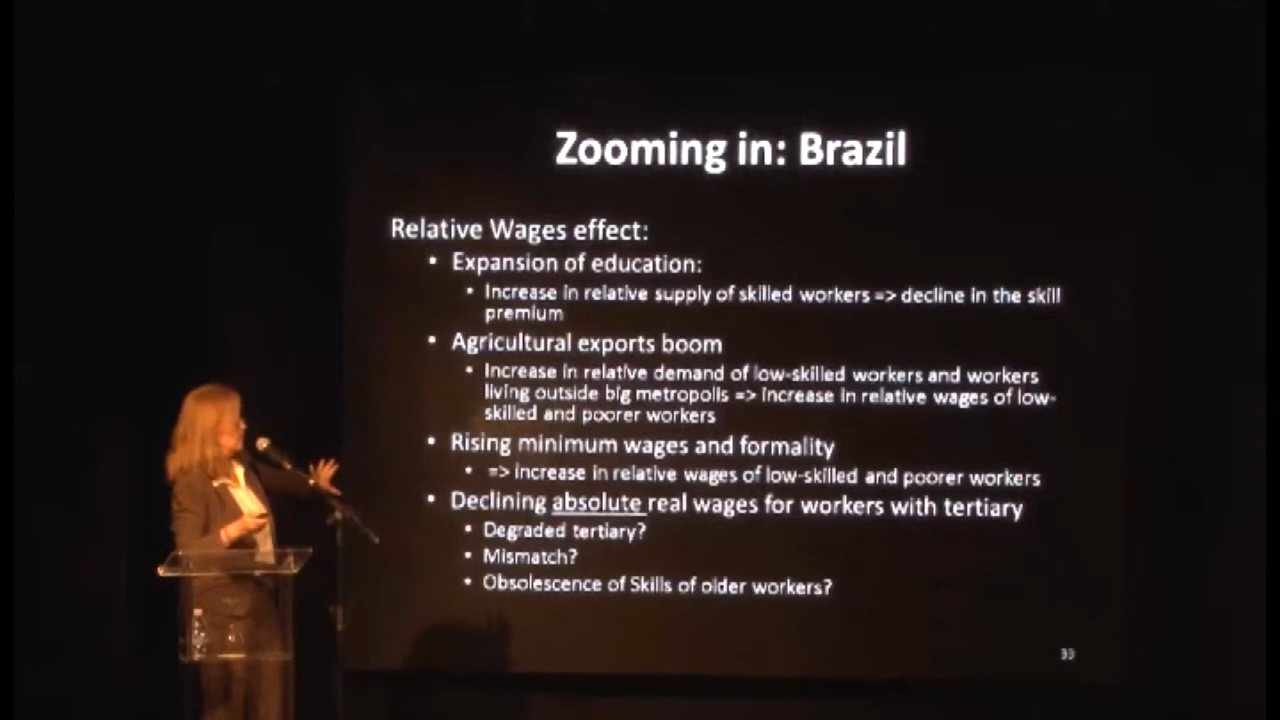 Zooming in: Brazil
Relative Wages effect:
• Expansion of education:
• Increase in relative supply of skilled workers => decline in the skill
premium
• Agricultural exports boom
• Increase in relative demand of low-skilled workers and workers
living outside big metropolis => increase in relative wages of low-
skilled and poorer workers
• Rising minimum wages and formality
• => increase in relative wages of low-skilled and poorer workers
• Declining absolute real wages for workers with tertiary
• Degraded tertiary?
• Mismatch?
• Obsolescence of Skills of older workers?